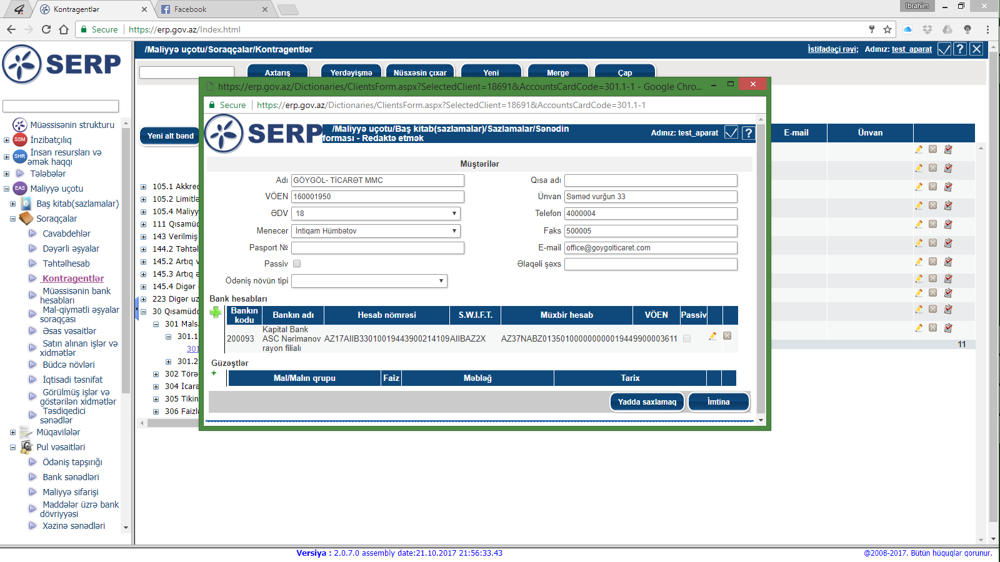 Kontragentlər
Facebook
Ibrahim
Secure
https://erp.gov.az/Index.html
SERP
/Maliyyə uçotu/Soraqçalar/Kontragentlər
İstifadəçi rəyi;
Adınız: test_aparat
Axtarış
Yerdəyişmə
Nüsxəsin çıxar
Yeni
Merge
Çap
Müəssisənin strukturu
SSM
İnzibatçılıq
SHR
İnsan resursları və
əmək haqqı
Tələbələr
EAS
Maliyyə uçotu
Baş kitab(sazlamalar)
Soraqçalar
Cavabdehlər
Dəyərli əşyalar
Təhtəlhesab
Kontragentlər
Müəssisənin bank
hesabları
Mal-qiymətli əşyalar
soraqçası
Əsas vəsaitlər
Satın alınan işlər və
xidmətlər
Büdcə növləri
İqtisadi təsnifat
Görülmüş işlər və
göstərilən xidmətlər
Təsdiqedici
sənədlər
Müqavilələr
Pul vəsaitləri
Ödəniş tapşırığı
Bank sənədləri
Maliyyə sifarişi
Maddələr üzrə bank
dövriyyəsi
Xəzinə sənədləri
Yeni alt bənd
105.1 Akkred
105.2 Limitlə
105.4 Maliyy
111 Qısamüd
143 Verilmiş
144.2 Təhtəl
145.2 Artıq v
145.3 Artıq ə
145.4 Digər
223 Digər uz
30 Qısamüdd
301 Malsa
301.1
301
301.2
302 Törən
304 İcarə
305 Tikin
306 Faizlə
E-mail
Ünvan
11
https://erp.gov.az/Dictionaries/ClientsForm.aspx?SelectedClient=18691&AccountsCardCode=301.1-1 - Google Chro...
Secure
https://erp.gov.az/Dictionaries/ClientsForm.aspx?SelectedClient=18691&AccountsCardCode=301.1-1
SERP
/Maliyyə uçotu/Baş kitab(sazlamalar)/Sazlamalar/Sənədin
forması - Redaktə etmək
Adınız: test_aparat
Müştərilər
Adı
GÖYGÖL- TİCARƏT MMC
Qısa adı
VÖEN
160001950
Ünvan
Səməd vurğun 33
ƏDV
18
Telefon
4000004
Menecer
İntiqam Hümbətov
Faks
500005
Pasport №
E-mail
office@goygolticaret.com
Passiv
Əlaqəli şəxs
Ödəniş növün tipi
Bank hesabları
Bankın
kodu
Bankın adı
Hesab nömrəsi
S.W.I.F.T.
Müxbir hesab
VÖEN
Passiv
200093
Kapital Bank
ASC Nərimanov
rayon filialı
AZ17AIIB33010019443900214109
AIIBAZ2X
AZ37NABZ01350100000000019449900003611
Güzəştlər
Mal/Malın qrupu
Faiz
Məbləğ
Tarix
Yadda saxlamaq
İmtina
Versiya : 2.0.7.0 assembly date:21.10.2017 21:56:33.43
@2008-2017. Bütün hüquqlar qorunur.